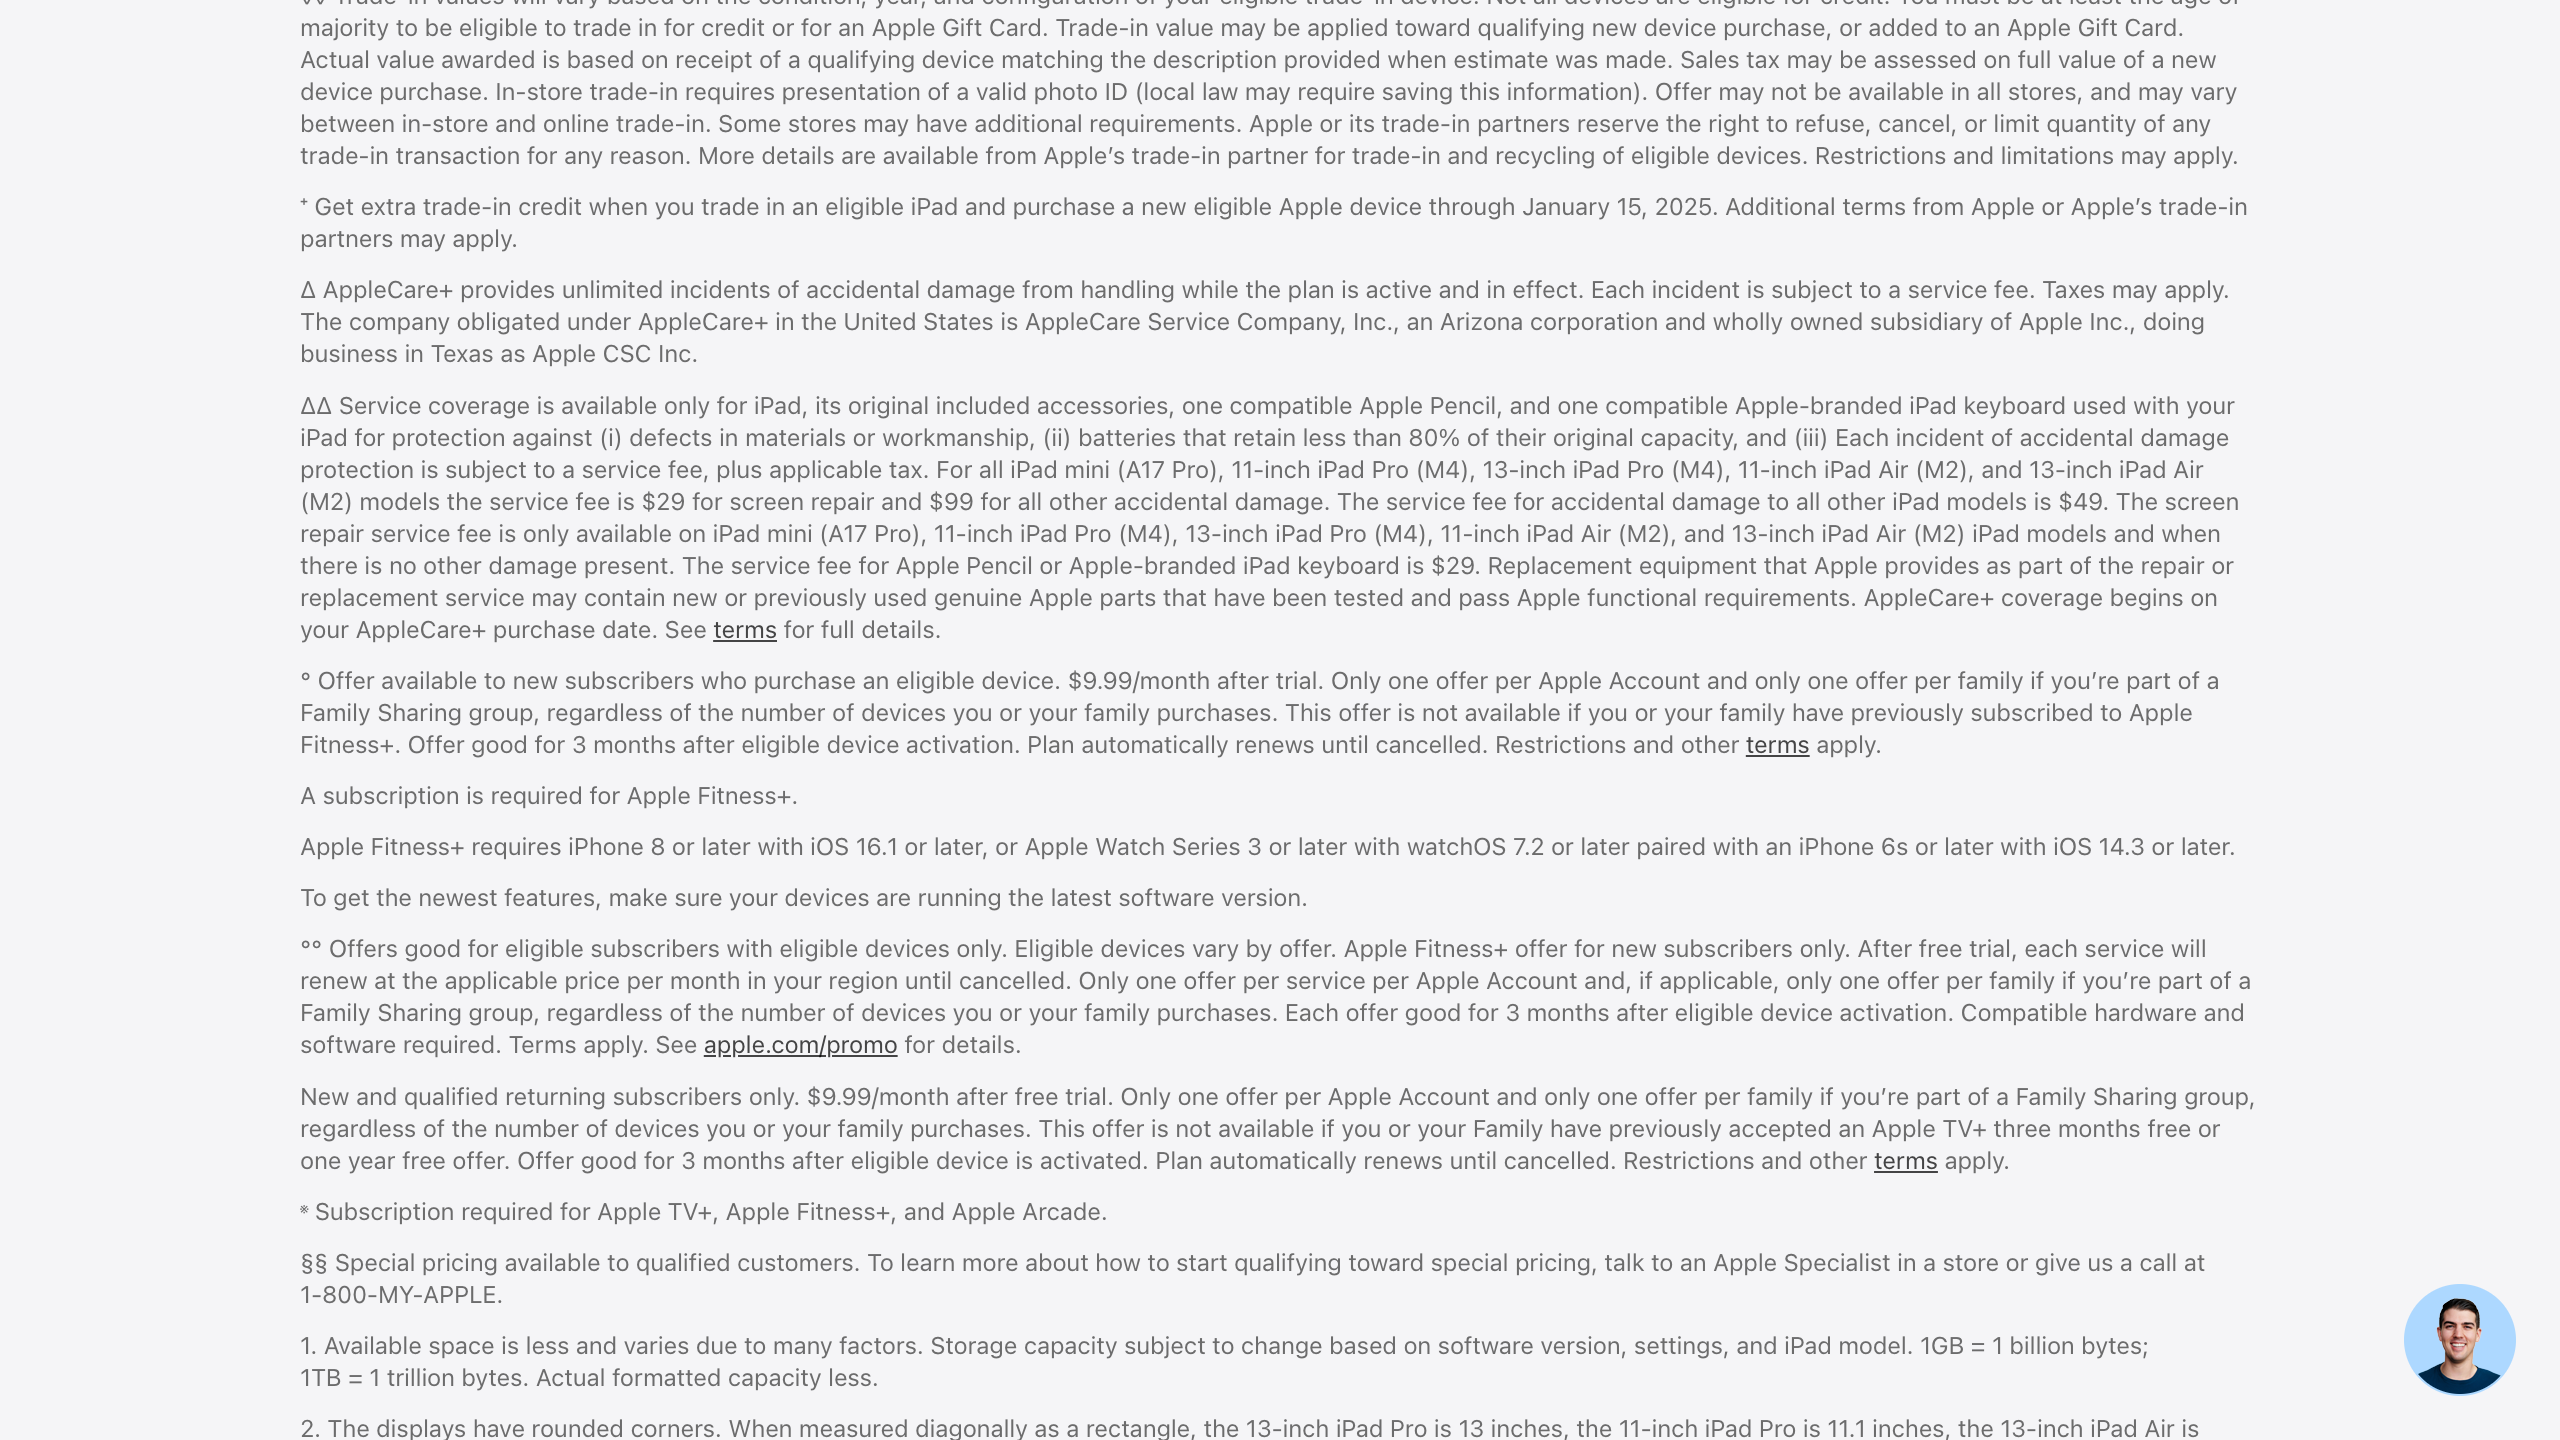 majority to be eligible to trade in for credit or for an Apple Gift Card. Trade-in value may be applied toward qualifying new device purchase, or added to an Apple Gift Card.
Actual value awarded is based on receipt of a qualifying device matching the description provided when estimate was made. Sales tax may be assessed on full value of a new
device purchase. In-store trade-in requires presentation of a valid photo ID (local law may require saving this information). Offer may not be available in all stores, and may vary
between in-store and online trade-in. Some stores may have additional requirements. Apple or its trade-in partners reserve the right to refuse, cancel, or limit quantity of any
trade-in transaction for any reason. More details are available from Apple’s trade-in partner for trade-in and recycling of eligible devices. Restrictions and limitations may apply.
⁺ Get extra trade-in credit when you trade in an eligible iPad and purchase a new eligible Apple device through January 15, 2025. Additional terms from Apple or Apple’s trade-in
partners may apply.
Δ AppleCare+ provides unlimited incidents of accidental damage from handling while the plan is active and in effect. Each incident is subject to a service fee. Taxes may apply.
The company obligated under AppleCare+ in the United States is AppleCare Service Company, Inc., an Arizona corporation and wholly owned subsidiary of Apple Inc., doing
business in Texas as Apple CSC Inc.
ΔΔ Service coverage is available only for iPad, its original included accessories, one compatible Apple Pencil, and one compatible Apple-branded iPad keyboard used with your
iPad for protection against (i) defects in materials or workmanship, (ii) batteries that retain less than 80% of their original capacity, and (iii) Each incident of accidental damage
protection is subject to a service fee, plus applicable tax. For all iPad mini (A17 Pro), 11-inch iPad Pro (M4), 13-inch iPad Pro (M4), 11-inch iPad Air (M2), and 13-inch iPad Air
(M2) models the service fee is $29 for screen repair and $99 for all other accidental damage. The service fee for accidental damage to all other iPad models is $49. The screen
repair service fee is only available on iPad mini (A17 Pro), 11-inch iPad Pro (M4), 13-inch iPad Pro (M4), 11-inch iPad Air (M2), and 13-inch iPad Air (M2) iPad models and when
there is no other damage present. The service fee for Apple Pencil or Apple-branded iPad keyboard is $29. Replacement equipment that Apple provides as part of the repair or
replacement service may contain new or previously used genuine Apple parts that have been tested and pass Apple functional requirements. AppleCare+ coverage begins on
your AppleCare+ purchase date. See terms for full details.
° Offer available to new subscribers who purchase an eligible device. $9.99/month after trial. Only one offer per Apple Account and only one offer per family if you’re part of a
Family Sharing group, regardless of the number of devices you or your family purchases. This offer is not available if you or your family have previously subscribed to Apple
Fitness+. Offer good for 3 months after eligible device activation. Plan automatically renews until cancelled. Restrictions and other terms apply.
A subscription is required for Apple Fitness+.
Apple Fitness+ requires iPhone 8 or later with iOS 16.1 or later, or Apple Watch Series 3 or later with watchOS 7.2 or later paired with an iPhone 6s or later with iOS 14.3 or later.
To get the newest features, make sure your devices are running the latest software version.
°° Offers good for eligible subscribers with eligible devices only. Eligible devices vary by offer. Apple Fitness+ offer for new subscribers only. After free trial, each service will
renew at the applicable price per month in your region until cancelled. Only one offer per service per Apple Account and, if applicable, only one offer per family if you’re part of a
Family Sharing group, regardless of the number of devices you or your family purchases. Each offer good for 3 months after eligible device activation. Compatible hardware and
software required. Terms apply. See apple.com/promo for details.
New and qualified returning subscribers only. $9.99/month after free trial. Only one offer per Apple Account and only one offer per family if you’re part of a Family Sharing group,
regardless of the number of devices you or your family purchases. This offer is not available if you or your Family have previously accepted an Apple TV+ three months free or
one year free offer. Offer good for 3 months after eligible device is activated. Plan automatically renews until cancelled. Restrictions and other terms apply.
※ Subscription required for Apple TV+, Apple Fitness+, and Apple Arcade.
§§ Special pricing available to qualified customers. To learn more about how to start qualifying toward special pricing, talk to an Apple Specialist in a store or give us a call at
1-800-MY-APPLE.
1. Available space is less and varies due to many factors. Storage capacity subject to change based on software version, settings, and iPad model. 1GB = 1 billion bytes;
1TB = 1 trillion bytes. Actual formatted capacity less.
2. The displays have rounded corners. When measured diagonally as a rectangle, the 13-inch iPad Pro is 13 inches, the 11-inch iPad Pro is 11.1 inches, the 13-inch iPad Air is